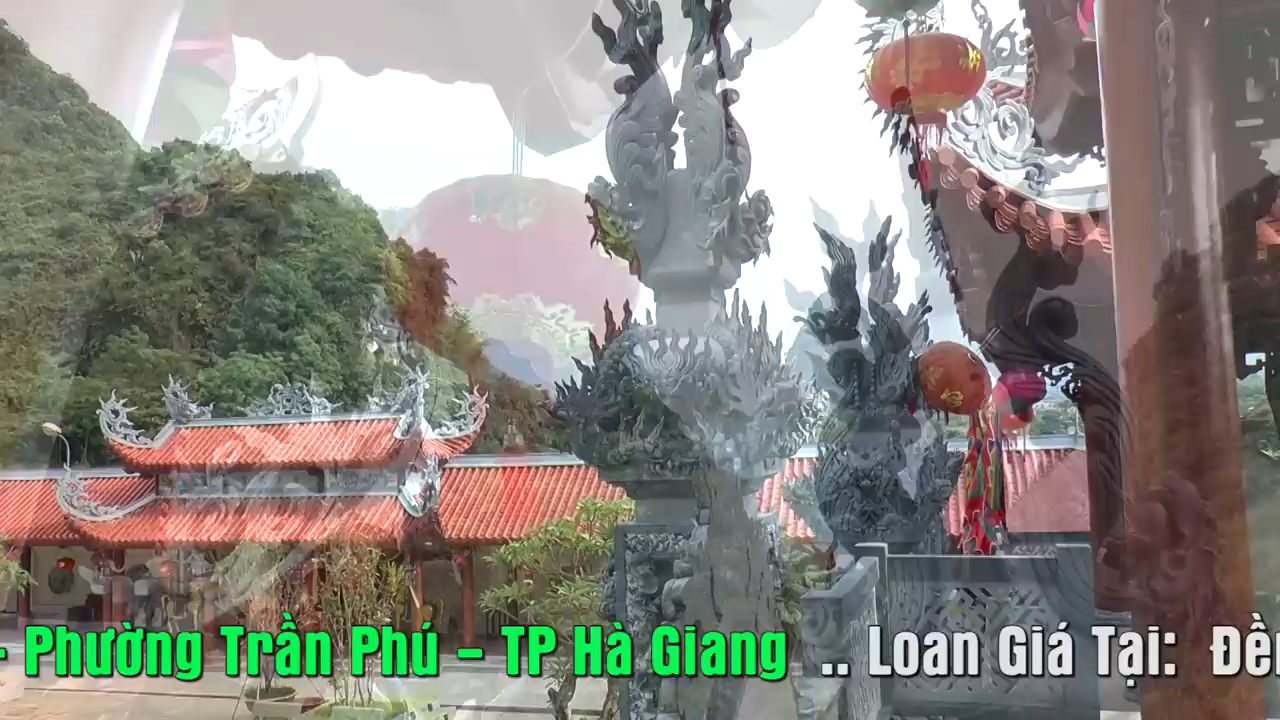 - Phường Trần Phú - TP Hà Giang .. Loan Giá Tại: